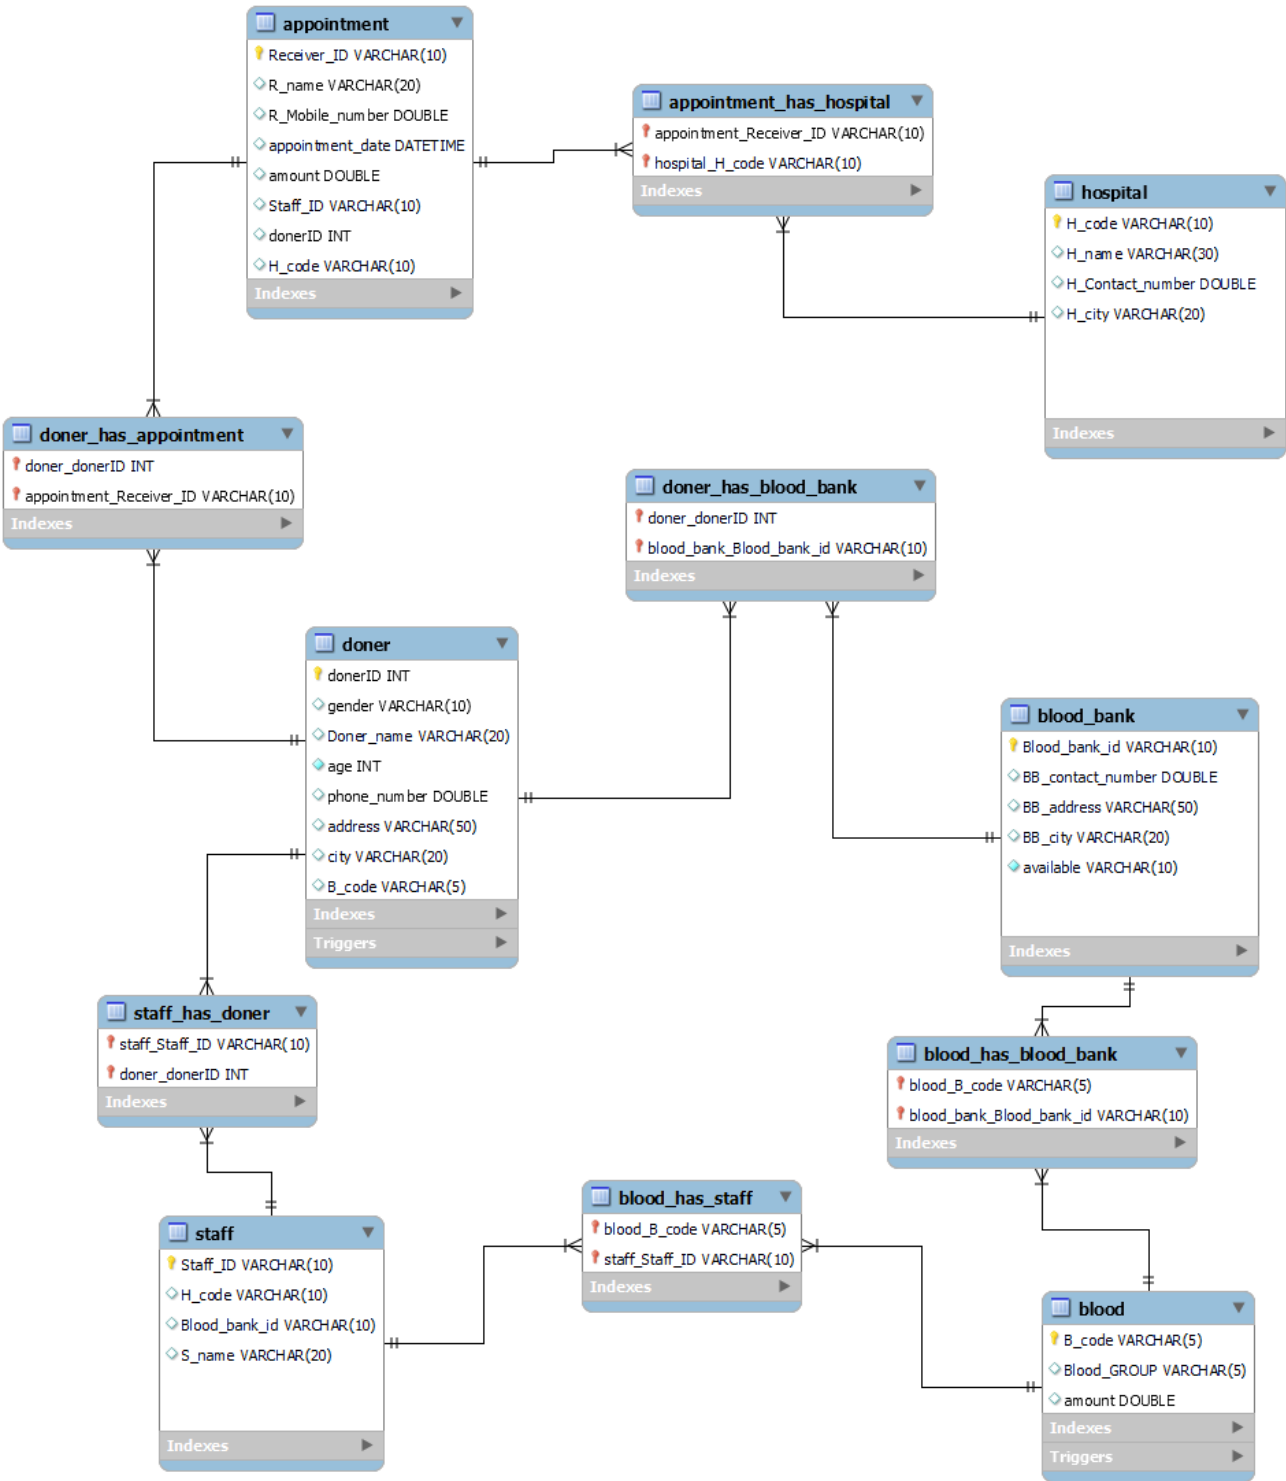 appointment
Receiver_ID VARCHAR(10)
R_name VARCHAR(20)
R_Mobile_number DOUBLE
appointment_date DATETIME
amount DOUBLE
Staff_ID VARCHAR(10)
donerID INT
H_code VARCHAR(10)
Indexes
appointment_has_hospital
appointment_Receiver_ID VARCHAR(10)
hospital_H_code VARCHAR(10)
Indexes
hospital
H_code VARCHAR(10)
H_name VARCHAR(30)
H_Contact_number DOUBLE
H_city VARCHAR(20)
Indexes
doner_has_appointment
doner_donerID INT
appointment_Receiver_ID VARCHAR(10)
Indexes
doner_has_blood_bank
doner_donerID INT
blood_bank_Blood_bank_id VARCHAR(10)
Indexes
doner
donerID INT
gender VARCHAR(10)
Doner_name VARCHAR(20)
age INT
phone_number DOUBLE
address VARCHAR(50)
city VARCHAR(20)
B_code VARCHAR(5)
Indexes
Triggers
blood_bank
Blood_bank_id VARCHAR(10)
BB_contact_number DOUBLE
BB_address VARCHAR(50)
BB_city VARCHAR(20)
available VARCHAR(10)
Indexes
staff_has_doner
staff_Staff_ID VARCHAR(10)
doner_donerID INT
Indexes
blood_has_blood_bank
blood_B_code VARCHAR(5)
blood_bank_Blood_bank_id VARCHAR(10)
Indexes
staff
Staff_ID VARCHAR(10)
H_code VARCHAR(10)
Blood_bank_id VARCHAR(10)
S_name VARCHAR(20)
Indexes
blood_has_staff
blood_B_code VARCHAR(5)
staff_Staff_ID VARCHAR(10)
Indexes
blood
B_code VARCHAR(5)
Blood_GROUP VARCHAR(5)
amount DOUBLE
Indexes
Triggers